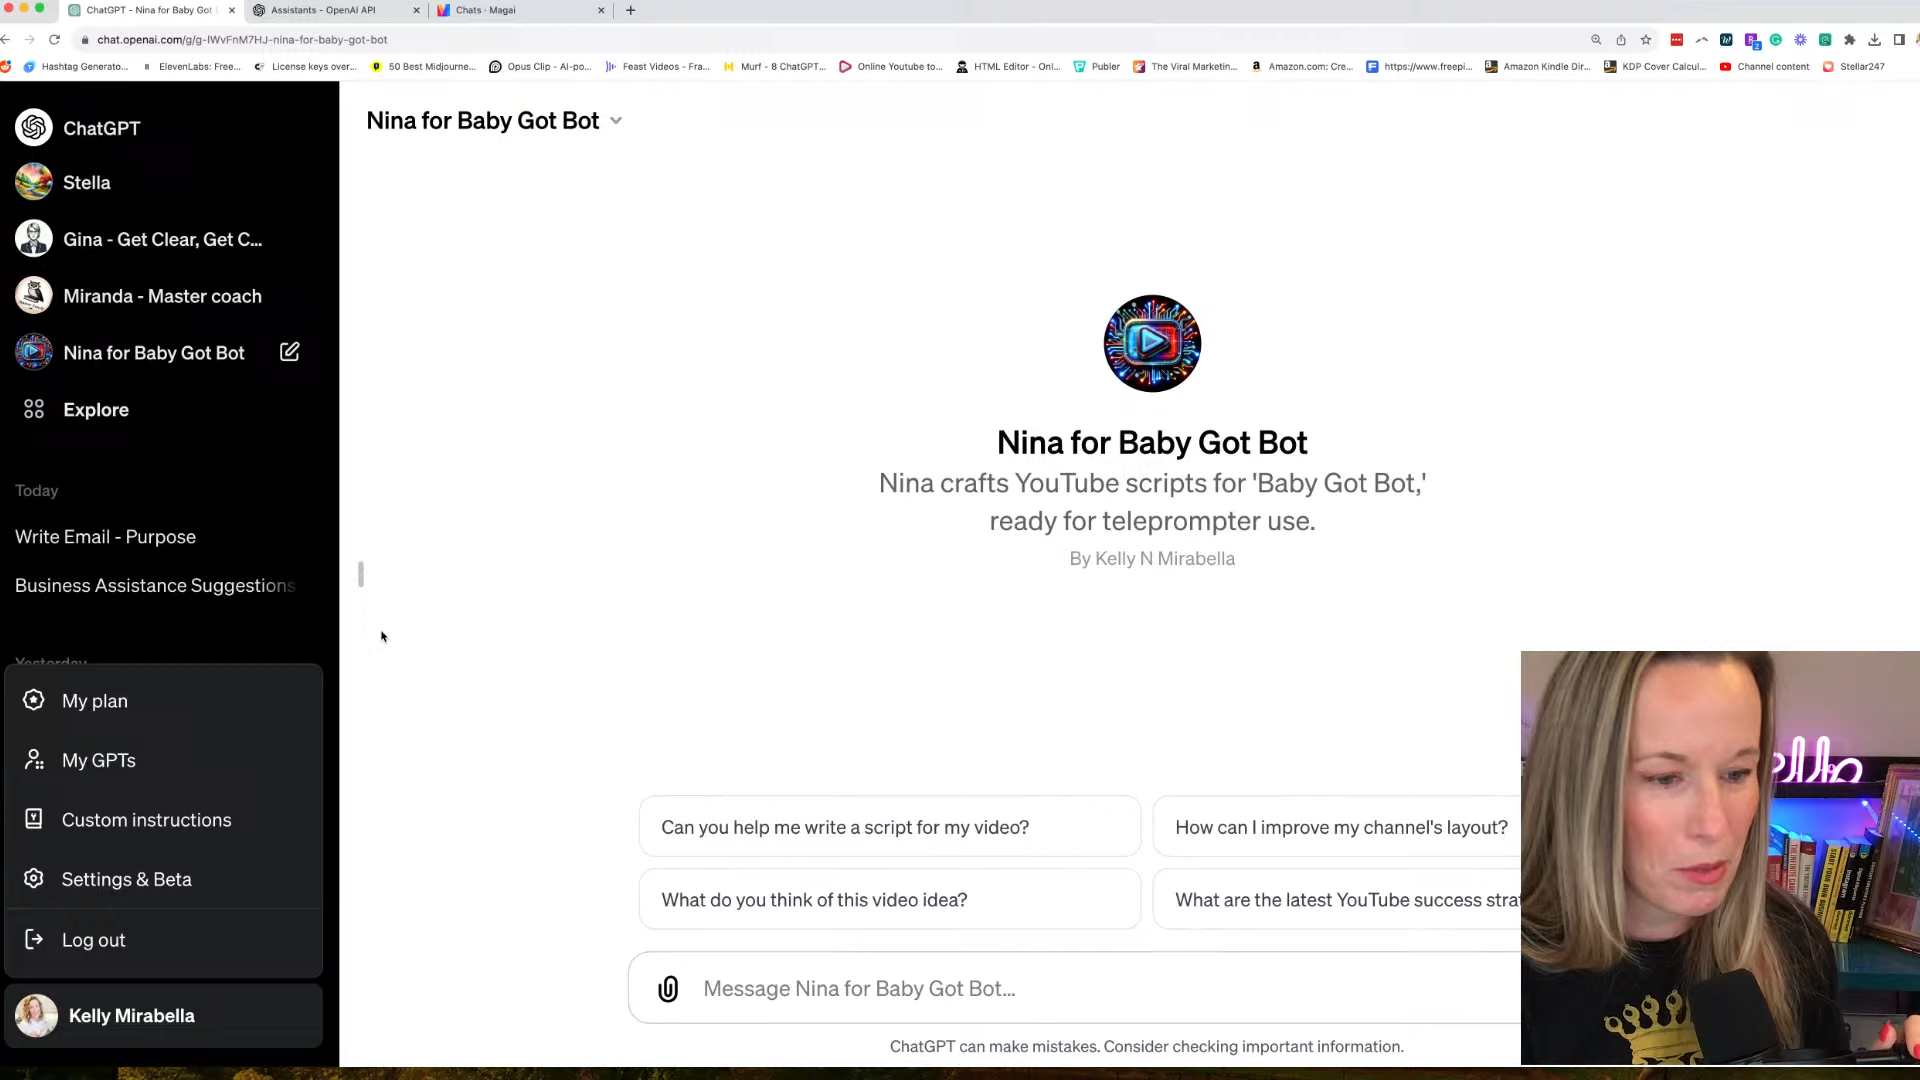 ChatGPT - Nina for Baby Got
Assistants - OpenAI API
Chats · Magai
chat.openai.com/g/g-IWvFnM7HJ-nina-for-baby-got-bot
Hashtag Generato...
ElevenLabs: Free...
License keys over...
50 Best Midjourne...
Opus Clip - AI-po...
Feast Videos - Fra...
Murf - 8 ChatGPT...
Online Youtube to...
HTML Editor - Onl...
Publer
The Viral Marketin...
Amazon.com: Cre...
https://www.freepi...
Amazon Kindle Dir...
KDP Cover Calcul...
Channel content
Stellar247
ChatGPT
Stella
Gina - Get Clear, Get C...
Miranda - Master coach
Nina for Baby Got Bot
Explore
Today
Write Email - Purpose
Business Assistance Suggestions
Yesterday
My plan
My GPTs
Custom instructions
Settings & Beta
Log out
Kelly Mirabella
Nina for Baby Got Bot
Nina for Baby Got Bot
Nina crafts YouTube scripts for 'Baby Got Bot,'
ready for teleprompter use.
By Kelly N Mirabella
Can you help me write a script for my video?
How can I improve my channel's layout?
What do you think of this video idea?
What are the latest YouTube success stra
Message Nina for Baby Got Bot...
ChatGPT can make mistakes. Consider checking important information.